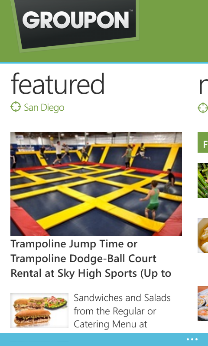 GROUPON
featured
San Diego
Trampoline Jump Time or
Trampoline Dodge-Ball Court
Rental at Sky High Sports (Up to
Sandwiches and Salads
from the Regular or
Catering Menu at